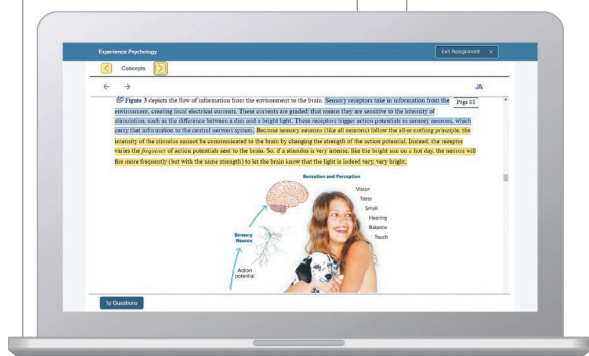 Experience Psychology
Exit Assignment X
Concepts
Figure 3 depicts the flow of information from the environment to the brain. Sensory receptors take in information from the
Page 88
environment, creating local electrical currents. These currents are graded; that means they are sensitive to the intensity of
stimulation, such as the difference between a dim and a bright light. These receptors trigger action potentials in sensory neurons, which
carry that information to the central nervous system. Because sensory neurons (like all neurons) follow the all-or-nothing principle, the
intensity of the stimulus cannot be communicated to the brain by changing the strength of the action potential. Instead, the receptor
varies the frequency of action potentials sent to the brain. So, if a stimulus is very intense, like the bright sun on a hot day, the neuron will
fire more frequently (but with the same strength) to let the brain know that the light is indeed very, very bright.
Sensation and Perception
Vision
Taste
Smell
Hearing
Balance
Touch
Sensory
Neuron
Action
potential
To Questions